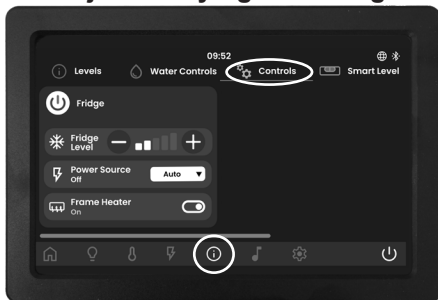 09:52
Levels
Water Controls
Controls
Smart Level
Fridge
Fridge
Level
Power Source
Off
Auto
Frame Heater
On